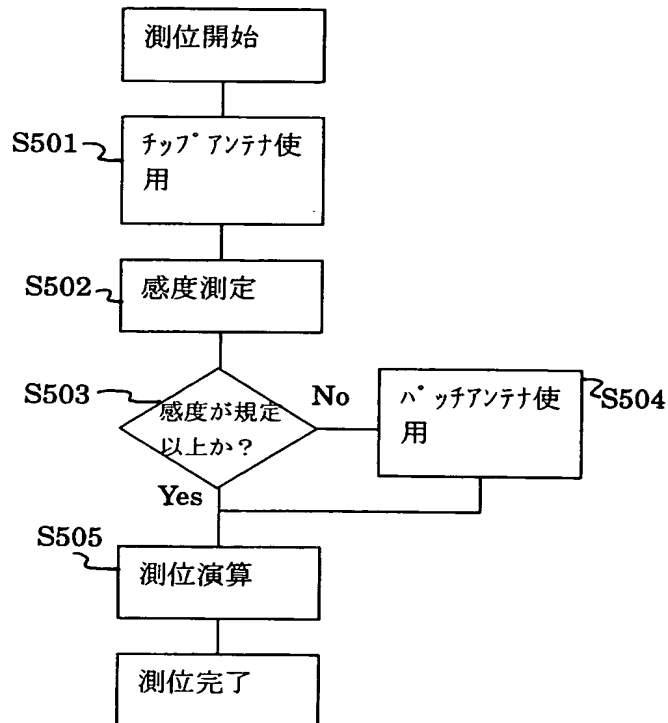 測位開始
S501
ﾁｯﾌﾟｱﾝﾃﾅ使
用
S502
感度測定
S503
感度が規定
以上か？
No
ﾊﾟｯﾁｱﾝﾃﾅ使
用
S504
Yes
S505
測位演算
測位完了